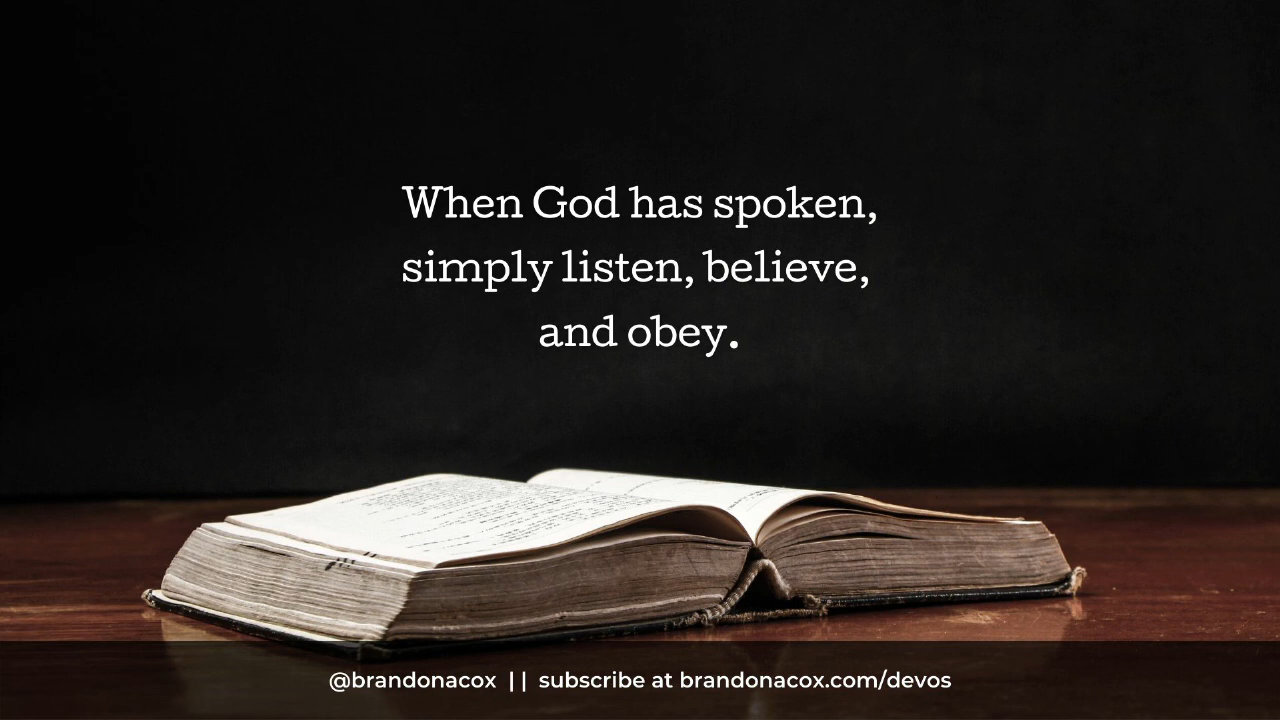 When God has spoken,
simply listen, believe,
and obey.
@brandonacox || subscribe at brandonacox.com/devos